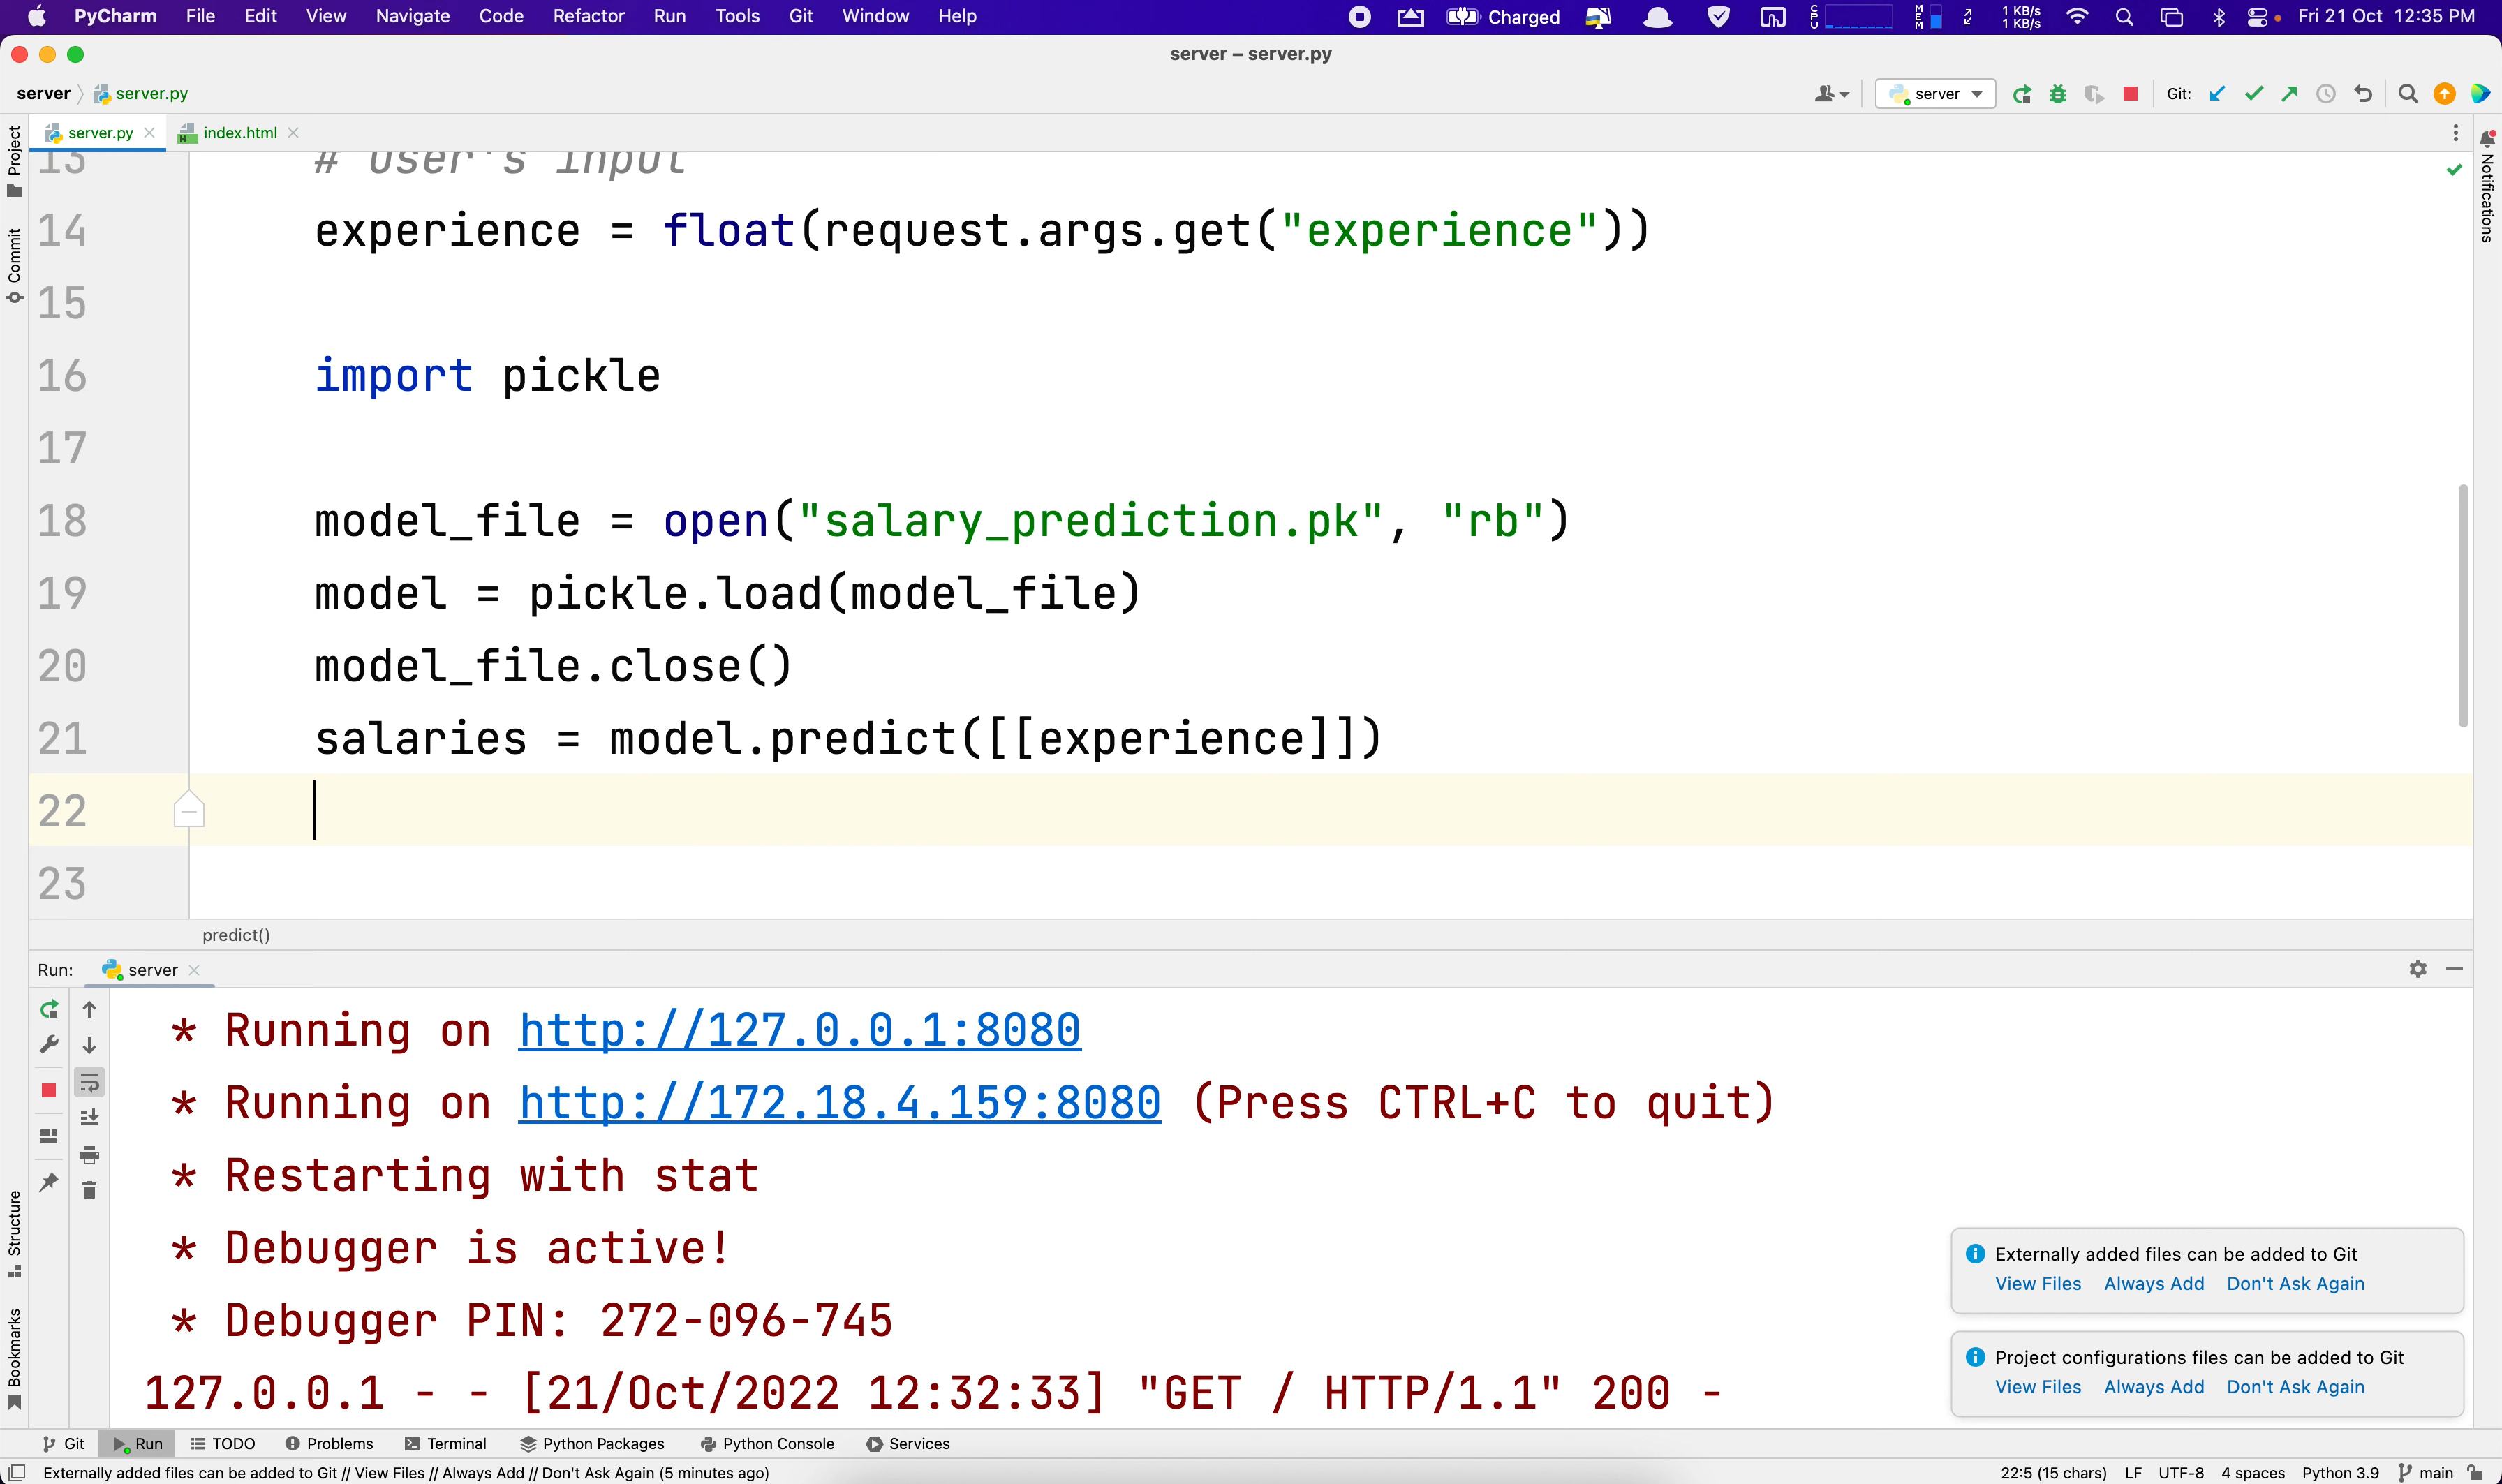 PyCharm File Edit View Navigate Code Refactor Run Tools Git Window Help Charged CPU MEM 1 KB/s 1 KB/s Fri 21 Oct 12:35 PM
server – server.py
server server.py server Git:
server.py index.html
Project
Commit
Structure
Bookmarks
Notifications
13 # user's input
14 experience = float(request.args.get("experience"))
15
16 import pickle
17
18 model_file = open("salary_prediction.pk", "rb")
19 model = pickle.load(model_file)
20 model_file.close()
21 salaries = model.predict([[experience]])
22
23
predict()
Run: server
* Running on http://127.0.0.1:8080
* Running on http://172.18.4.159:8080 (Press CTRL+C to quit)
* Restarting with stat
* Debugger is active!
* Debugger PIN: 272-096-745
127.0.0.1 - - [21/Oct/2022 12:32:33] "GET / HTTP/1.1" 200 -
Externally added files can be added to Git
View Files Always Add Don't Ask Again
Project configurations files can be added to Git
View Files Always Add Don't Ask Again
Git Run TODO Problems Terminal Python Packages Python Console Services
Externally added files can be added to Git // View Files // Always Add // Don't Ask Again (5 minutes ago) 22:5 (15 chars) LF UTF-8 4 spaces Python 3.9 main